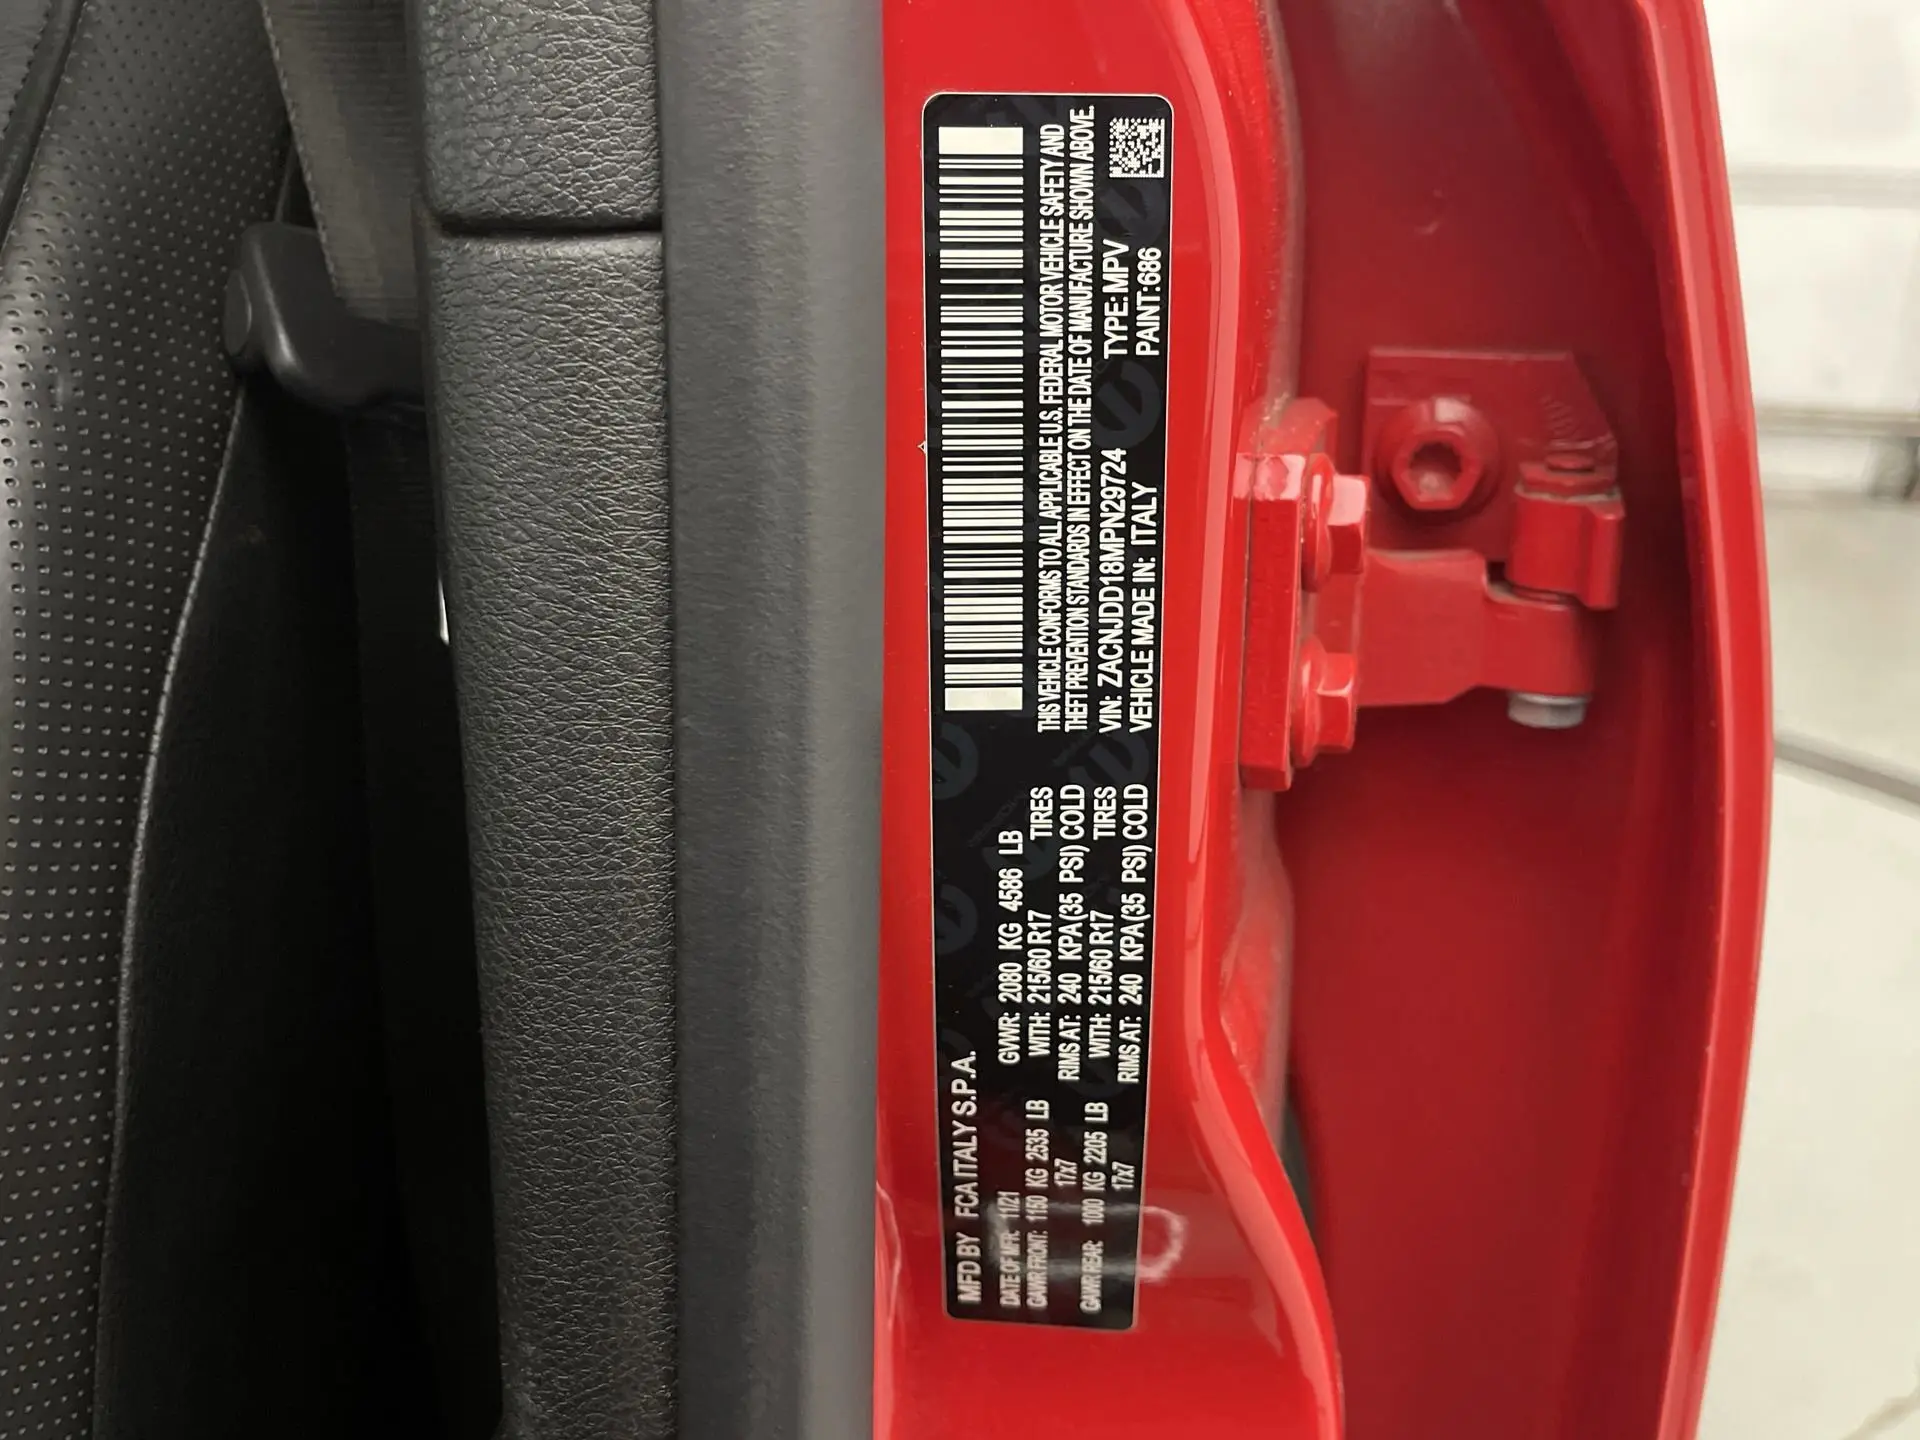 MFD BY FCA ITALY S.P.A.
DATE OF MFR: 11/21 GVWR: 2080 KG 4586 LB
GAWR FRONT: 1150 KG 2535 LB WITH: 215/60 R17 TIRES
17x7 RIMS AT: 240 KPA(35 PSI) COLD
GAWR REAR: 1000 KG 2205 LB WITH: 215/60 R17 TIRES
17x7 RIMS AT: 240 KPA(35 PSI) COLD
THIS VEHICLE CONFORMS TO ALL APPLICABLE U.S. FEDERAL MOTOR VEHICLE SAFETY AND
THEFT PREVENTION STANDARDS IN EFFECT ON THE DATE OF MANUFACTURE SHOWN ABOVE.
VIN: ZACNJDD18MPN29724 TYPE: MPV
VEHICLE MADE IN: ITALY PAINT:686